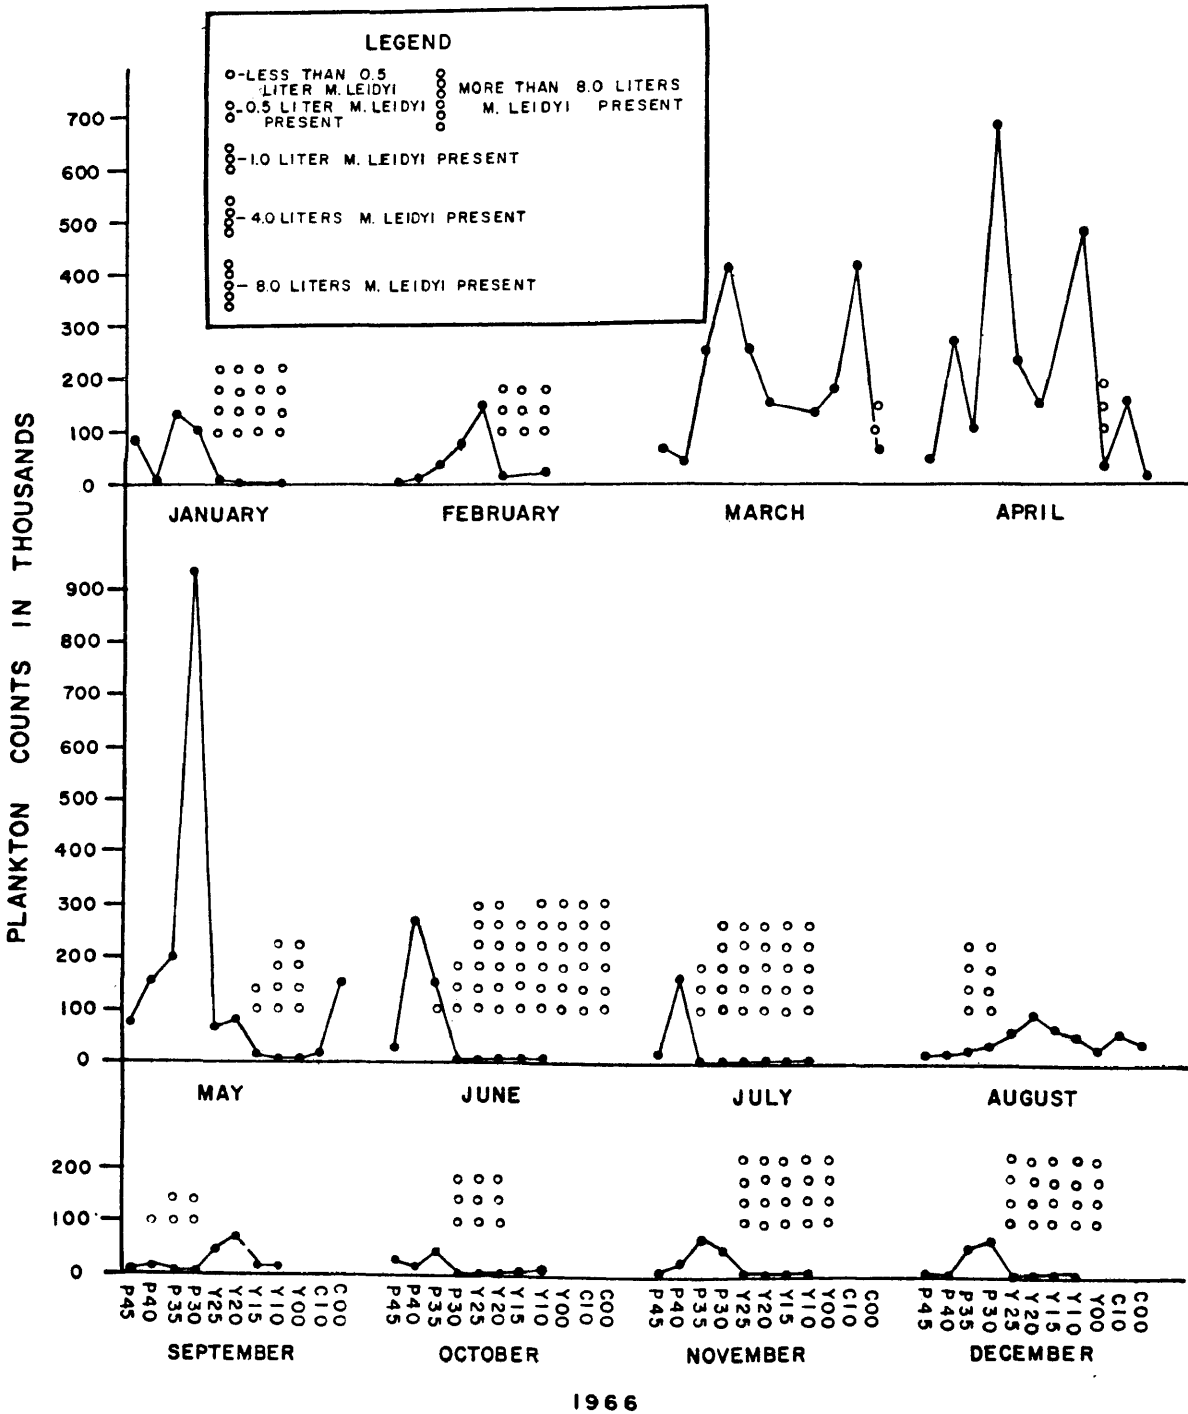 LEGEND
-LESS THAN 0.5
LITER M. LEIDYI
-0.5 LITER M. LEIDYI
PRESENT
MORE THAN 8.0 LITERS
M. LEIDYI PRESENT
-1.0 LITER M. LEIDYI PRESENT
-4.0 LITERS M. LEIDYI PRESENT
-8.0 LITERS M. LEIDYI PRESENT
PLANKTON COUNTS IN THOUSANDS
700
600
500
400
300
200
100
0
JANUARY FEBRUARY MARCH APRIL
900
800
700
600
500
400
300
200
100
0
MAY JUNE JULY AUGUST
200
100
0
P45 P40 P35 P30 Y25 Y20 Y15 Y10 Y00 C10 C00
P45 P40 P35 P30 Y25 Y20 Y15 Y10 Y00 C10 C00
P45 P40 P35 P30 Y25 Y20 Y15 Y10 Y00 C10 C00
P45 P40 P35 P30 Y25 Y20 Y15 Y10 Y00 C10 C00
SEPTEMBER OCTOBER NOVEMBER DECEMBER
1966